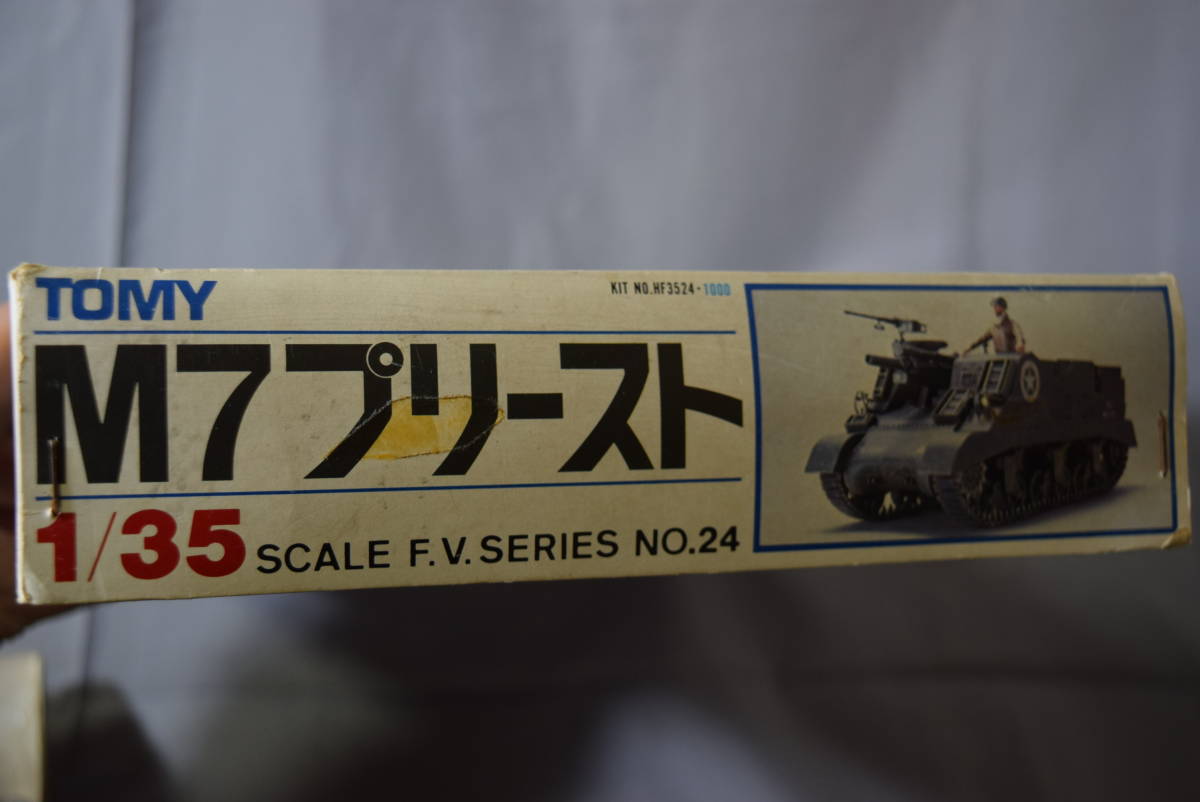 TOMY
KIT NO.HF3524-1000
M7プリースト
1/35 SCALE F.V. SERIES NO.24